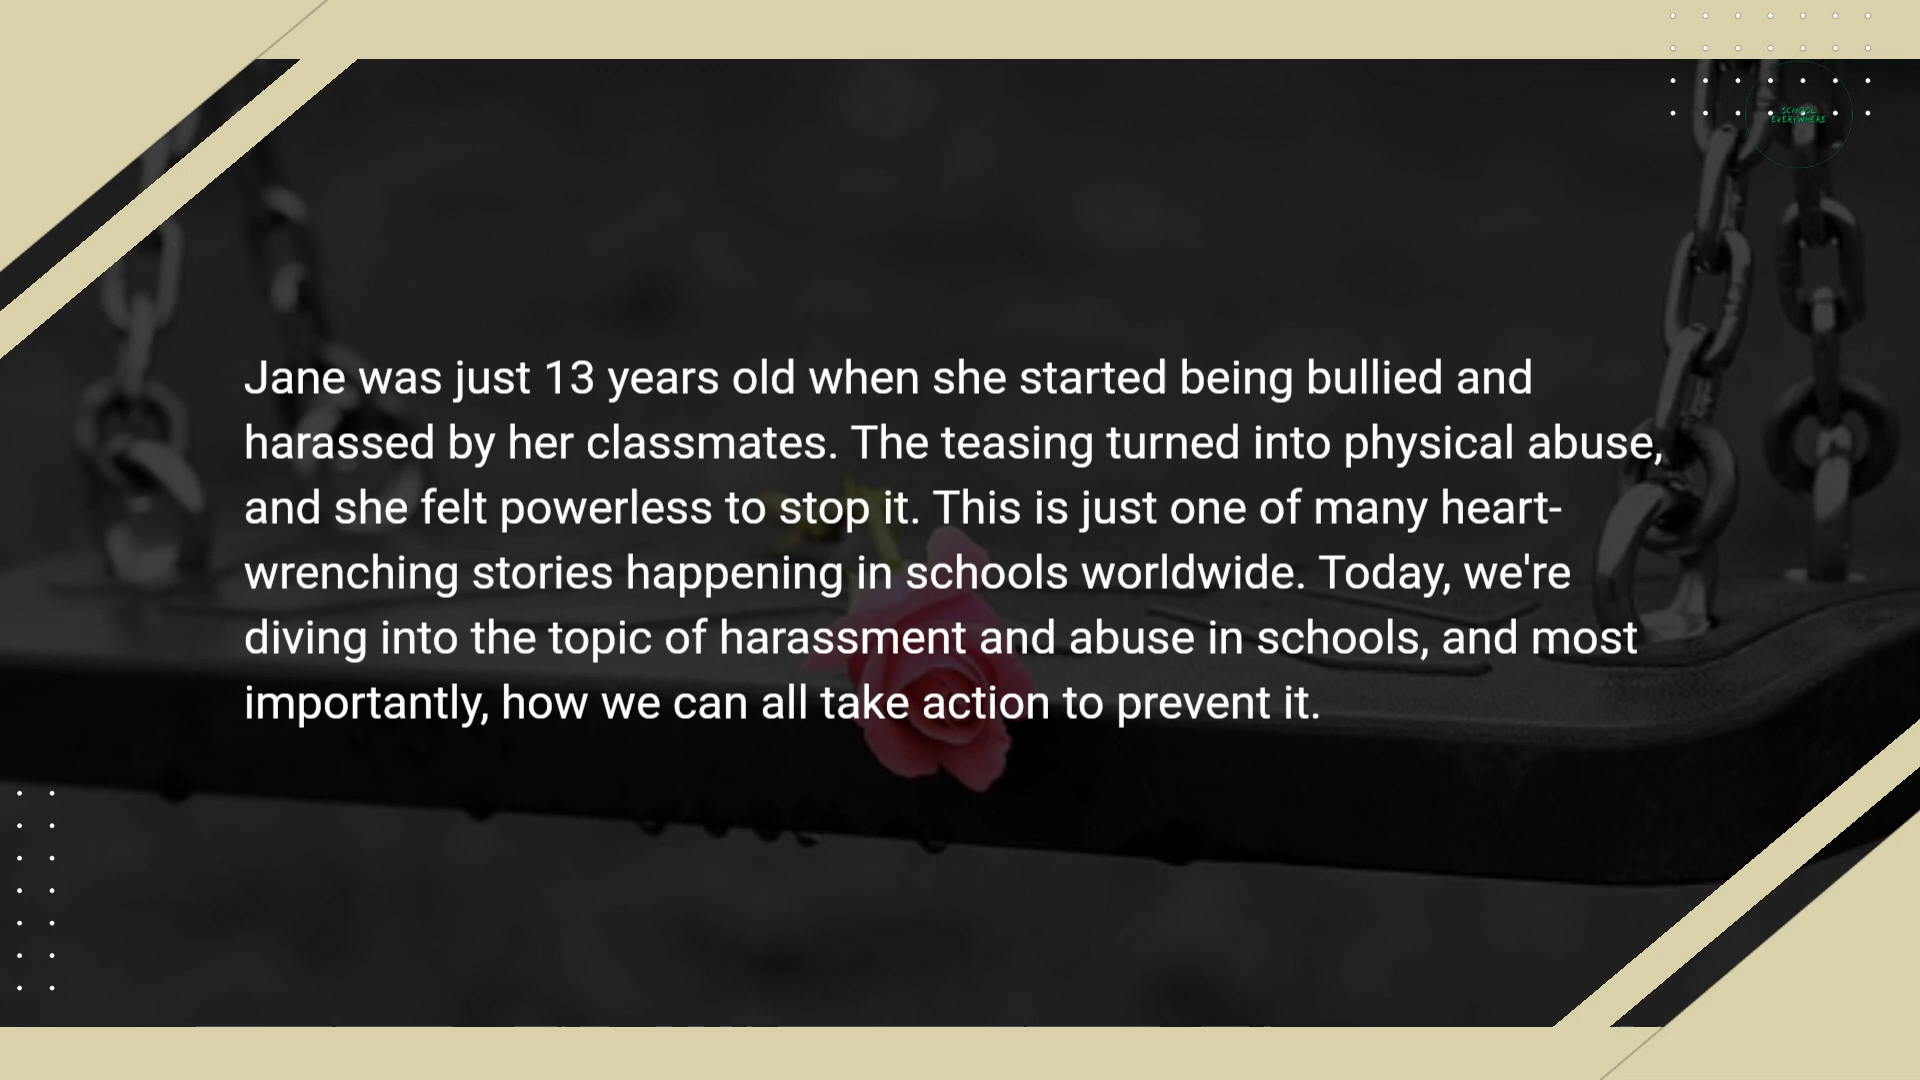 SCHOOL
EVERYWHERE
Jane was just 13 years old when she started being bullied and
harassed by her classmates. The teasing turned into physical abuse,
and she felt powerless to stop it. This is just one of many heart-
wrenching stories happening in schools worldwide. Today, we're
diving into the topic of harassment and abuse in schools, and most
importantly, how we can all take action to prevent it.